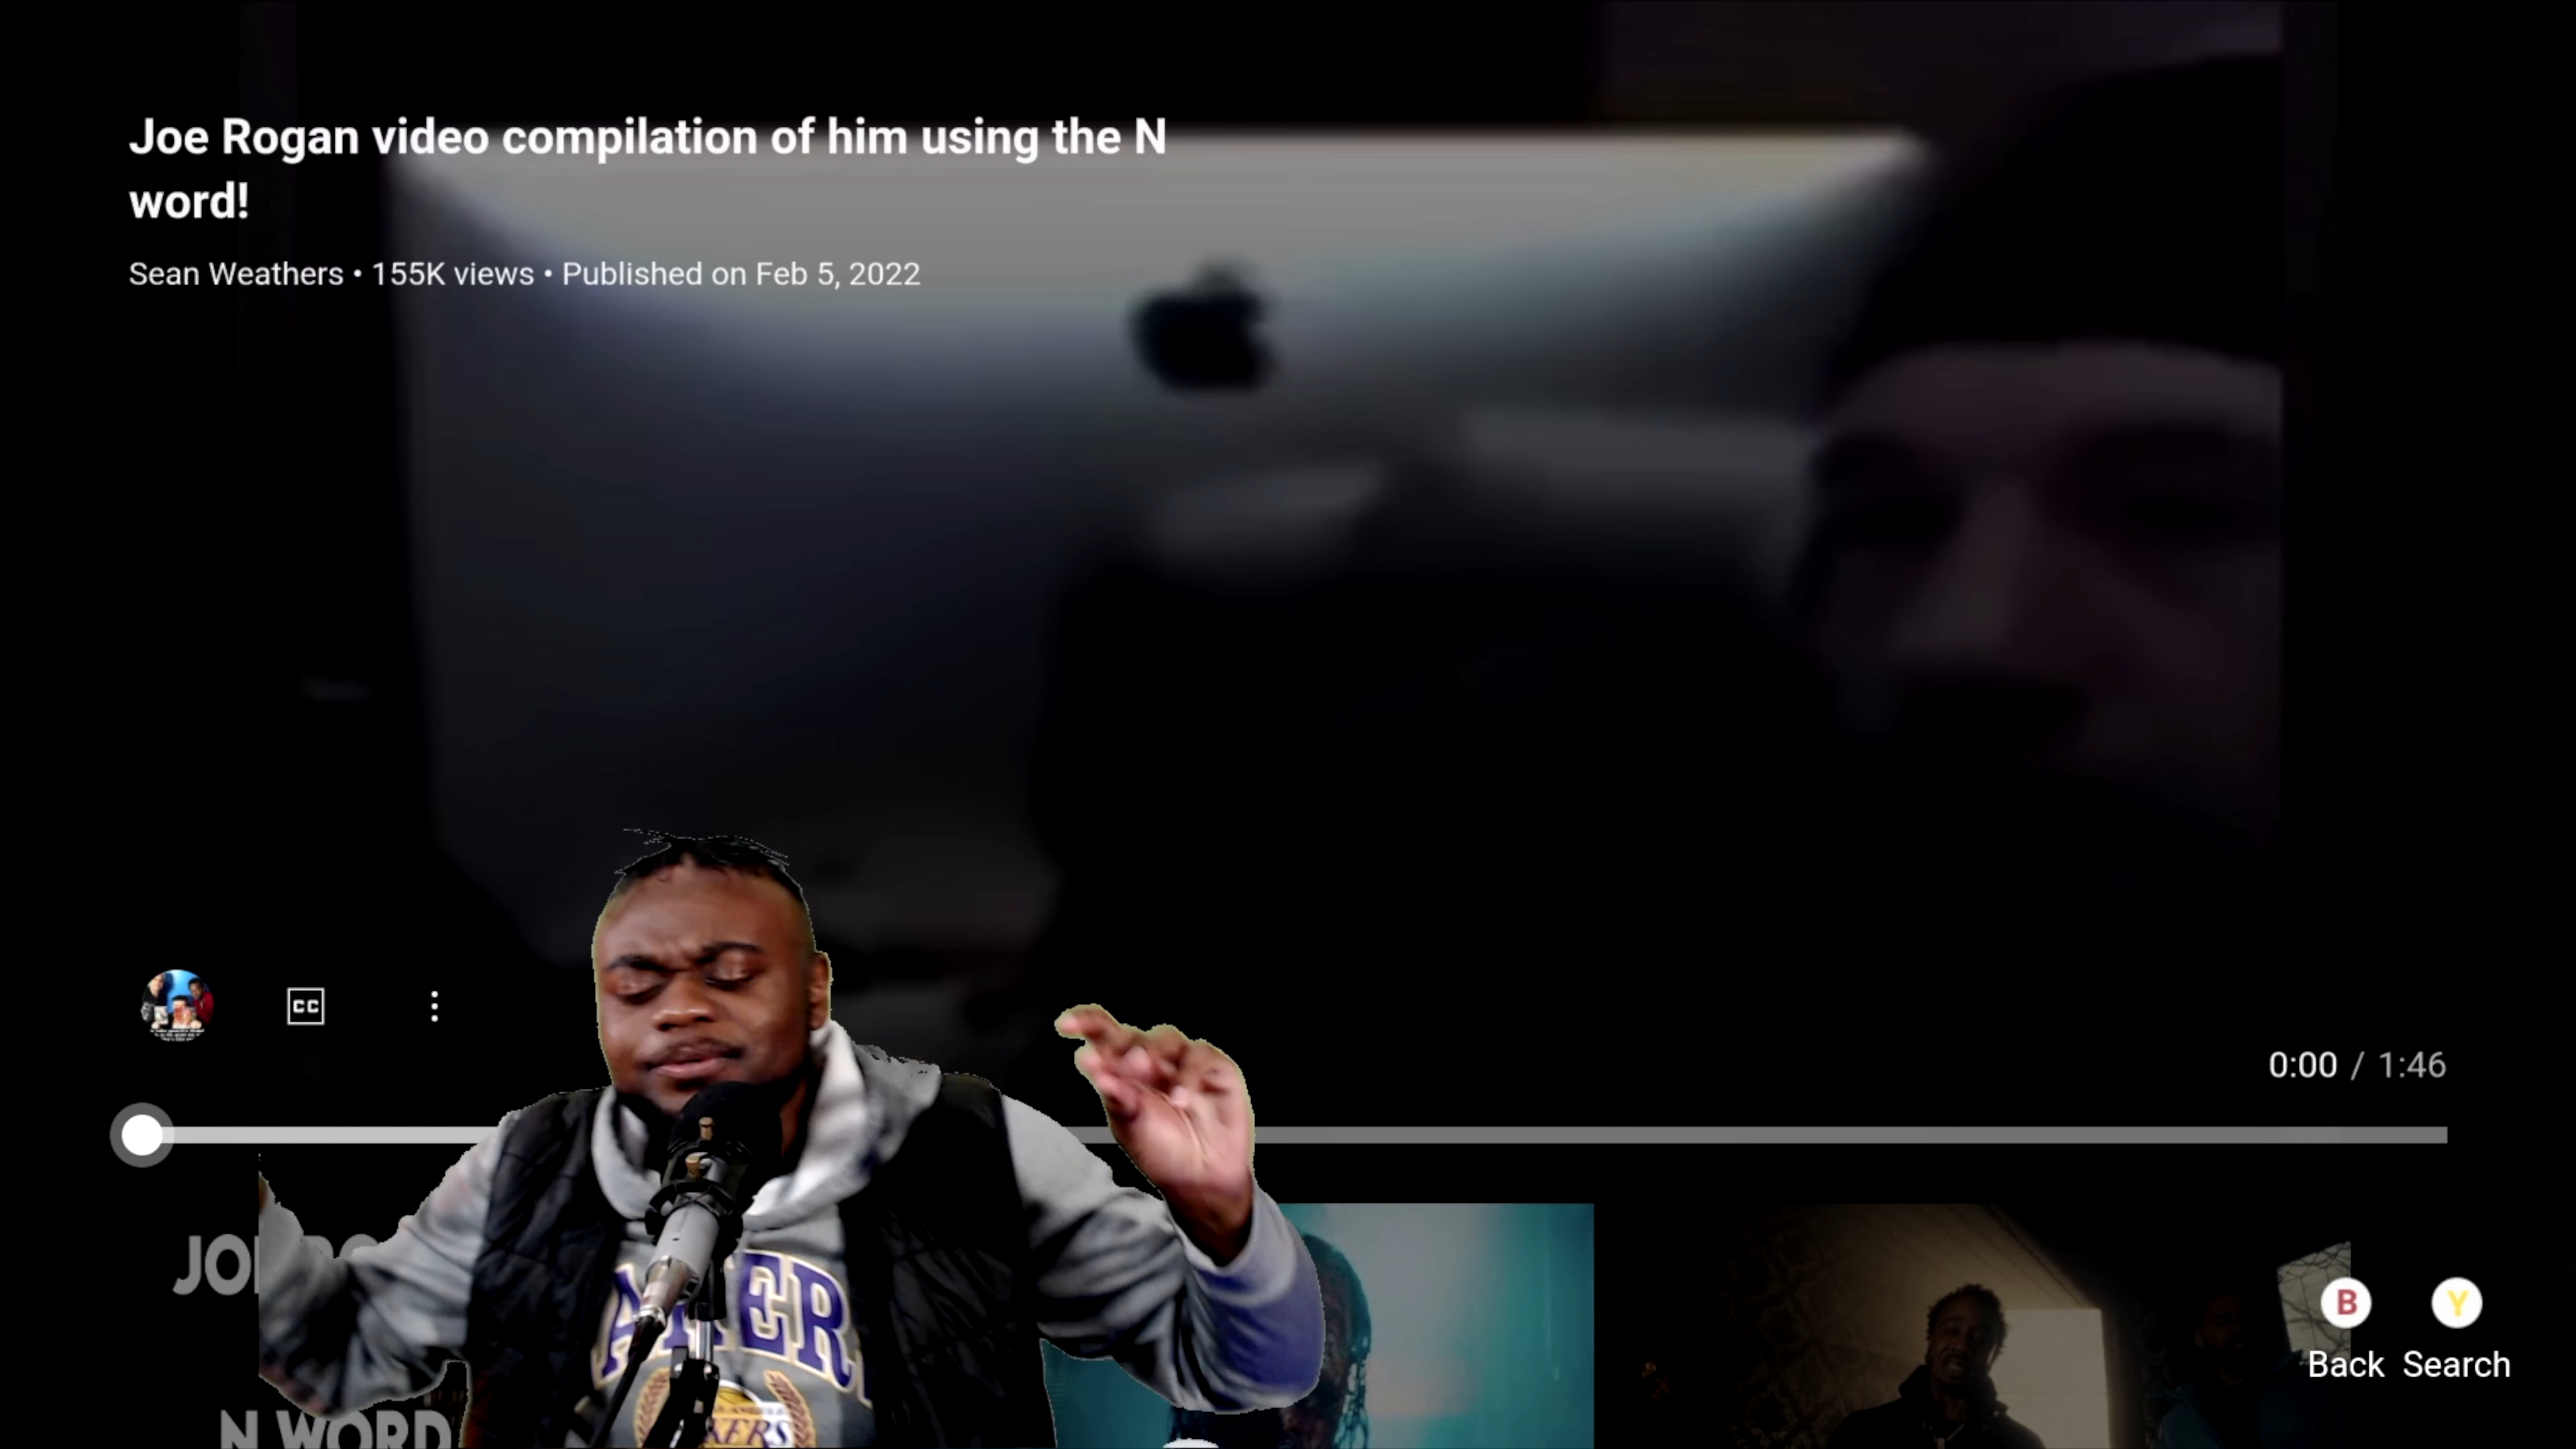 Joe Rogan video compilation of him using the N
word!
Sean Weathers • 155K views • Published on Feb 5, 2022
CC
0:00 / 1:46
B Y
Back Search
N WORD